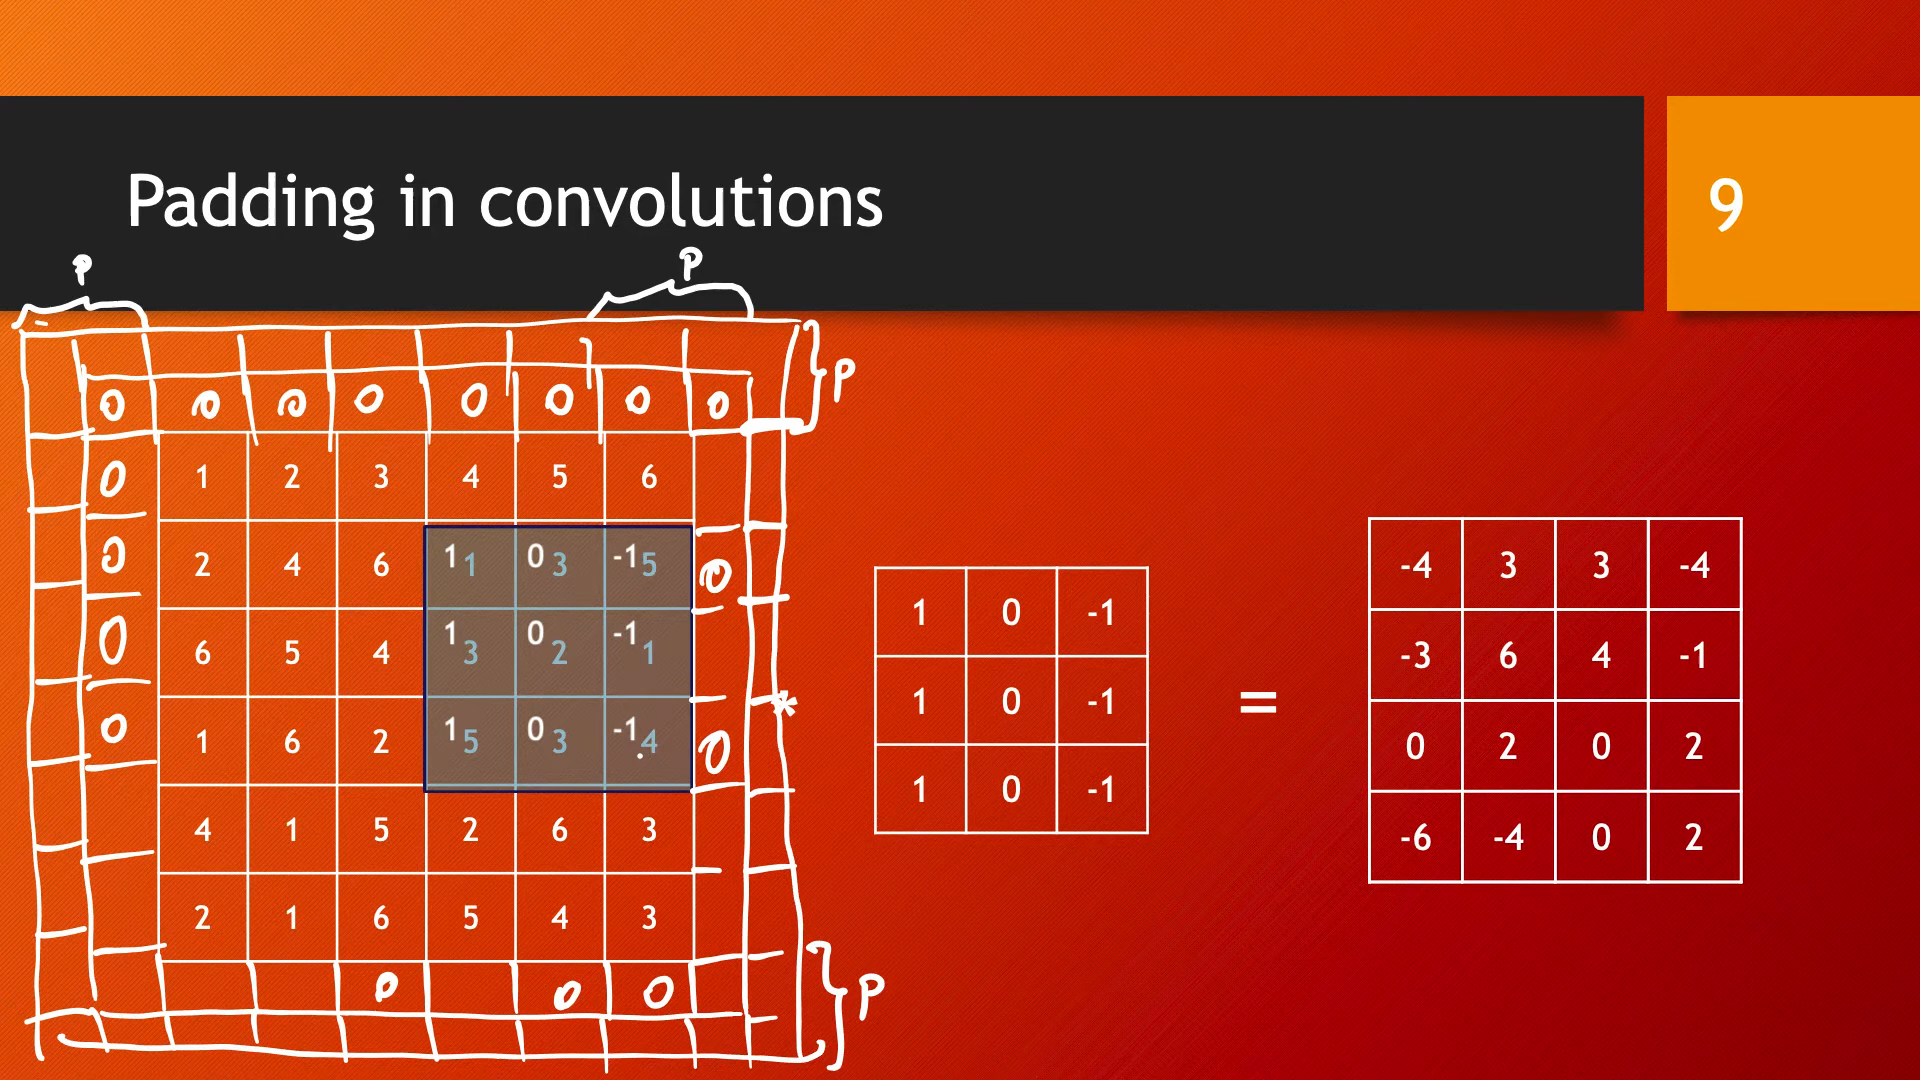 Padding in convolutions
9
P P
P
0 0 0 0 0 0 0 0
0 1 2 3 4 5 6
0 2 4 6 1 1 0 3 -1 5 0
0 6 5 4 1 3 0 2 -1 1
0 1 6 2 1 5 0 3 -1 4 0
4 1 5 2 6 3
2 1 6 5 4 3
0 0 0
P
*
1 0 -1
1 0 -1
1 0 -1
=
-4 3 3 -4
-3 6 4 -1
0 2 0 2
-6 -4 0 2